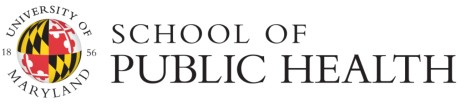 UNIVERSITY OF
18 56
MARYLAND
SCHOOL OF
PUBLIC HEALTH